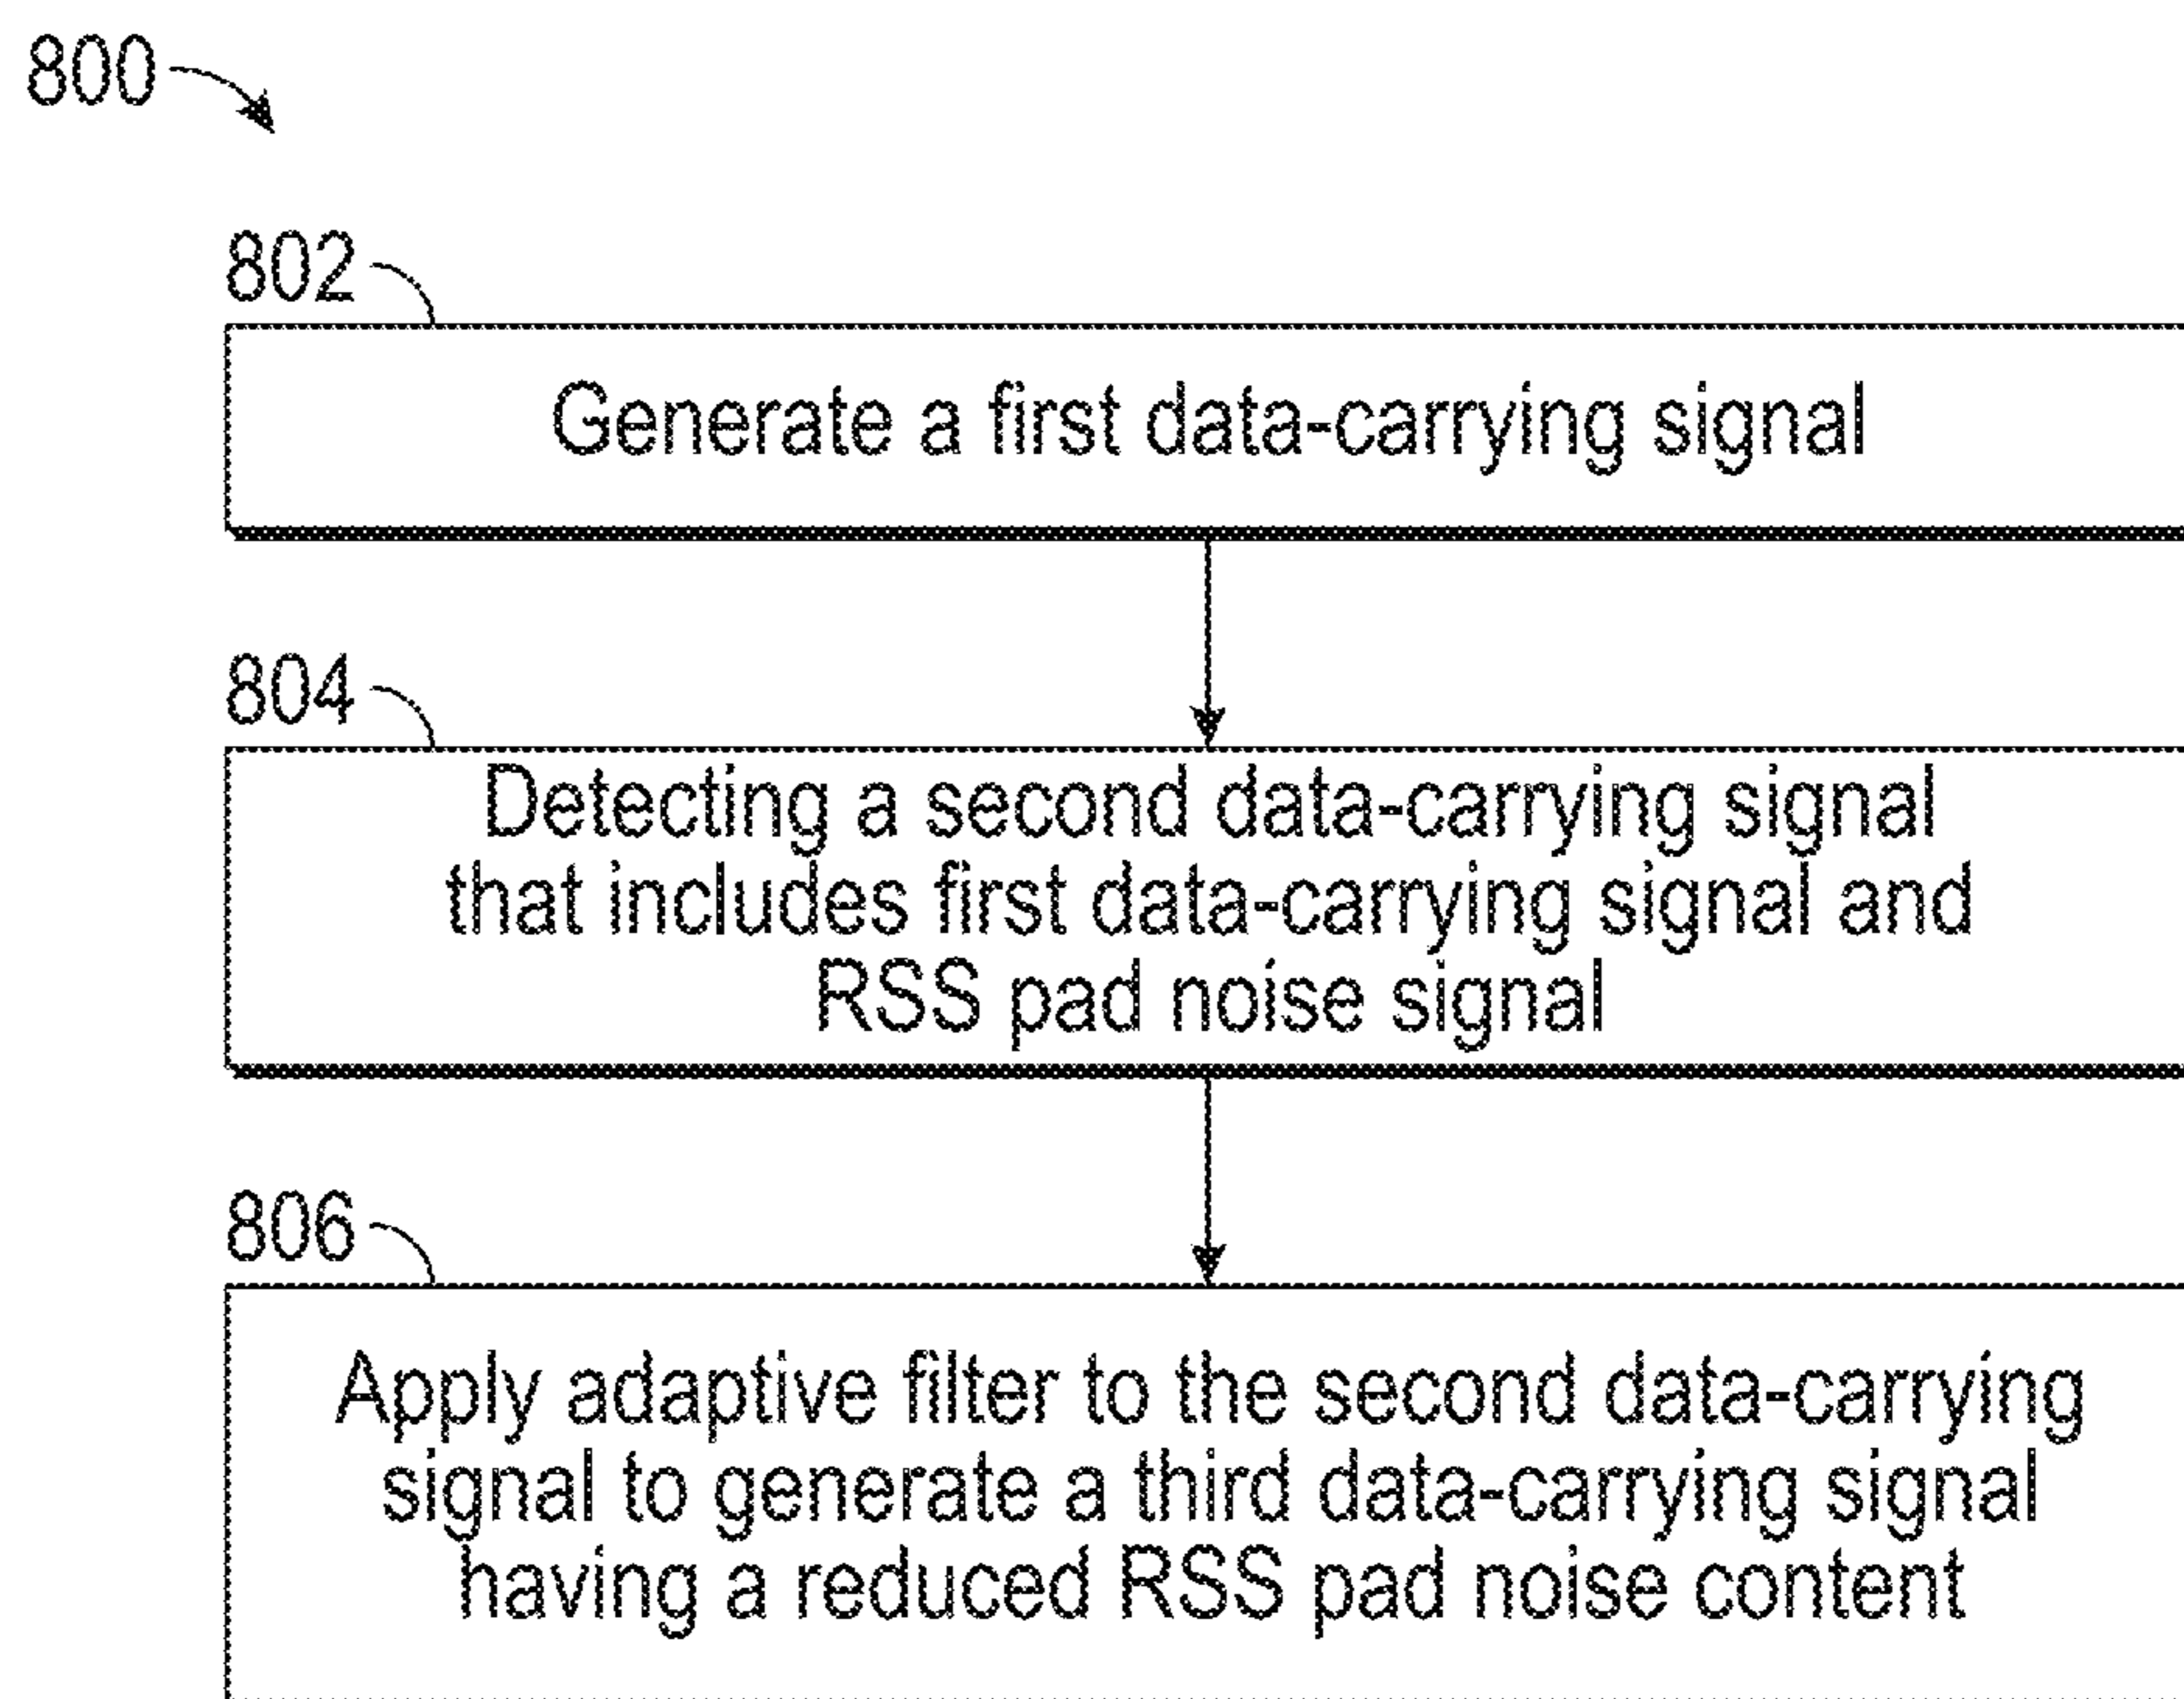 800
802
Generate a first data-carrying signal
804
Detecting a second data-carrying signal
that includes first data-carrying signal and
RSS pad noise signal
806
Apply adaptive filter to the second data-carrying
signal to generate a third data-carrying signal
having a reduced RSS pad noise content